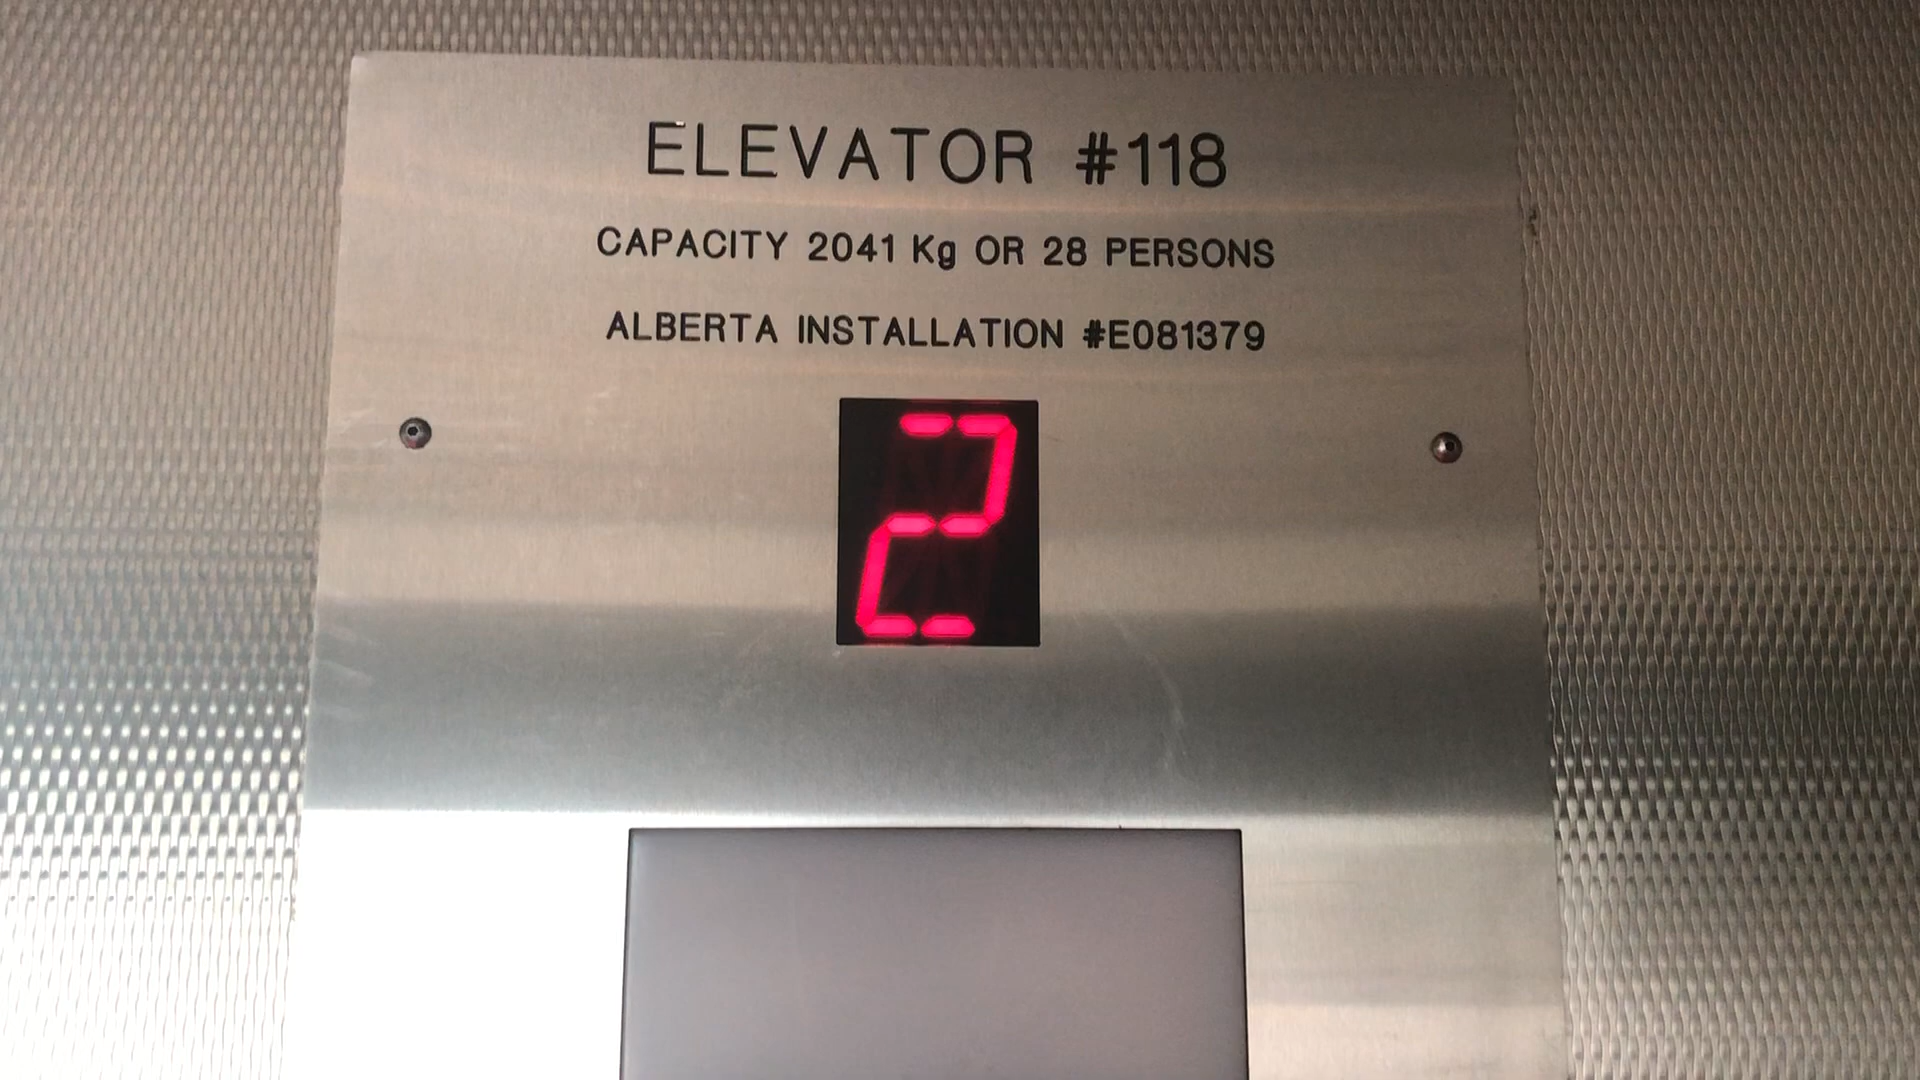 ELEVATOR #118
CAPACITY 2041 Kg OR 28 PERSONS
ALBERTA INSTALLATION #E081379
2